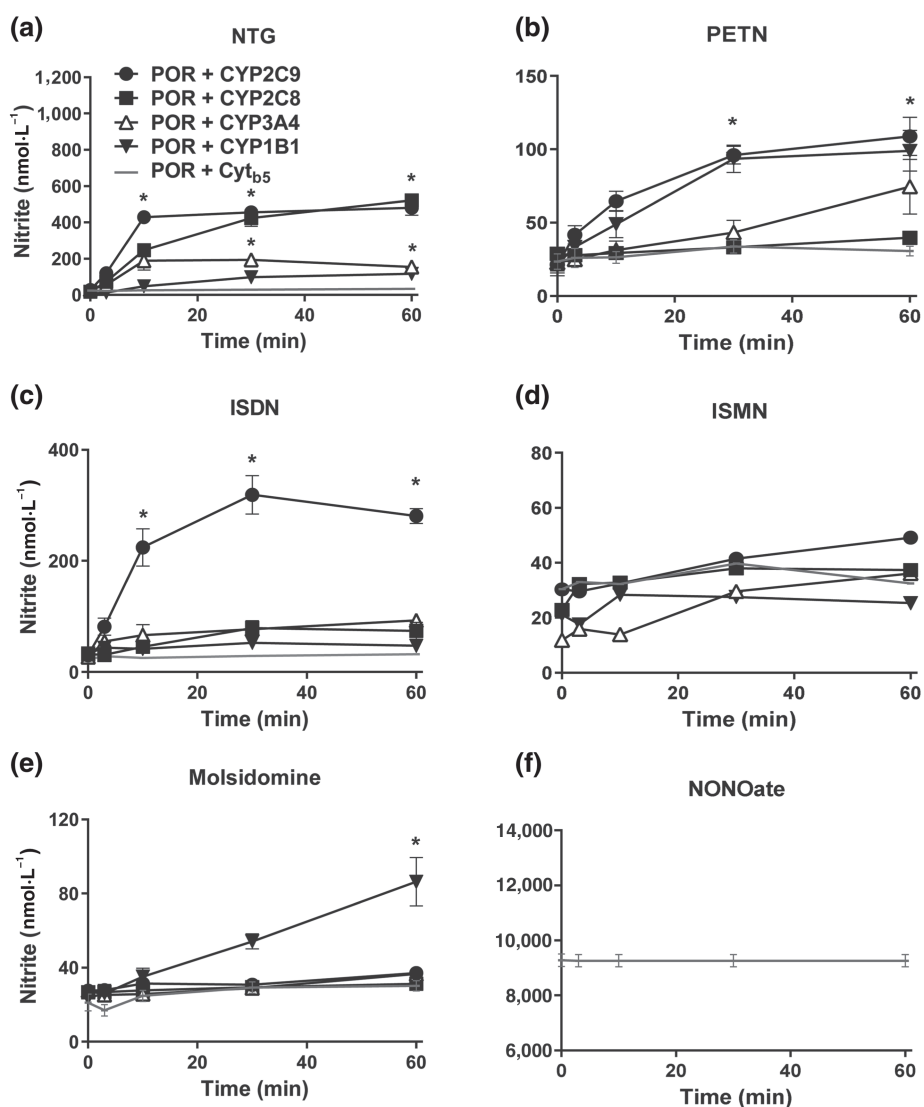 (a)
NTG
1,200
1,000
800
600
400
200
0
Nitrite (nmol·L⁻¹)
POR + CYP2C9
POR + CYP2C8
POR + CYP3A4
POR + CYP1B1
POR + Cytb5
* * *
* *
0 20 40 60
Time (min)
(b)
PETN
150
100
50
0
* *
0 20 40 60
Time (min)
(c)
ISDN
400
200
0
Nitrite (nmol·L⁻¹)
* * *
0 20 40 60
Time (min)
(d)
ISMN
80
60
40
20
0
0 20 40 60
Time (min)
(e)
Molsidomine
120
80
40
0
Nitrite (nmol·L⁻¹)
*
0 20 40 60
Time (min)
(f)
NONOate
14,000
12,000
10,000
8,000
6,000
0 20 40 60
Time (min)